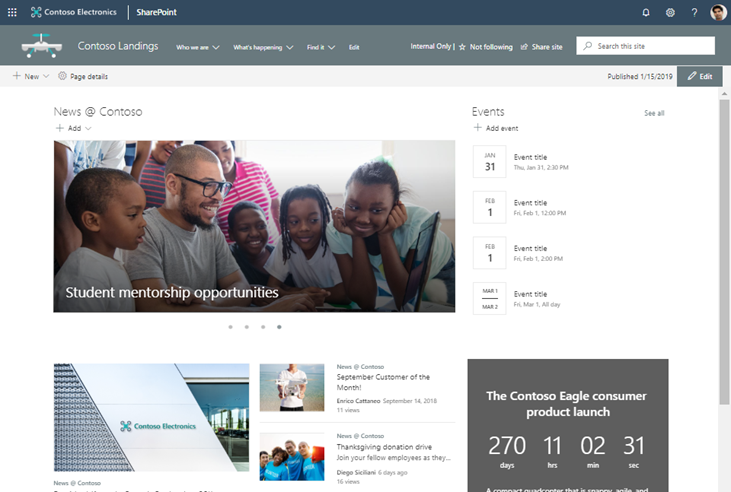 Contoso Electronics
SharePoint
Contoso Landings
Who we are
What's happening
Find it
Edit
Internal Only |
Not following
Share site
Search this site
New
Page details
Published 1/15/2019
Edit
News @ Contoso
Add
Student mentorship opportunities
Events
See all
Add event
JAN
31
Event title
Thu, Jan 31, 2:30 PM
FEB
1
Event title
Fri, Feb 1, 12:00 PM
FEB
1
Event title
Fri, Feb 1, 2:00 PM
MAR 1
MAR 2
Event title
Fri, Mar 1, All day
Contoso Electronics
News @ Contoso
News @ Contoso
September Customer of the
Month!
Enrico Cattaneo September 14, 2018
11 views
News @ Contoso
Thanksgiving donation drive
Join your fellow employees as they...
Diego Siciliani 6 days ago
16 views
The Contoso Eagle consumer
product launch
270 11 02 31
days hrs min sec
A compact quadcopter that is snappy, agile, and